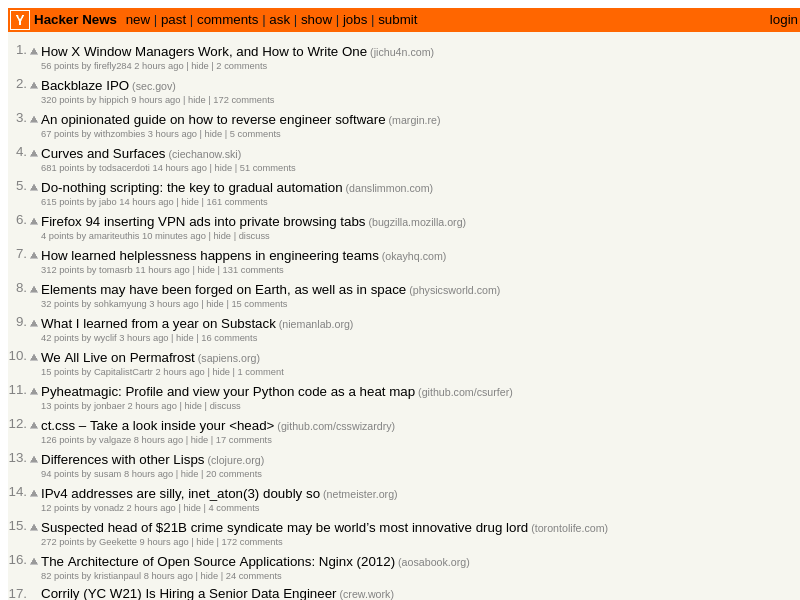 Y Hacker News new | past | comments | ask | show | jobs | submit login
1. How X Window Managers Work, and How to Write One (jichu4n.com)
56 points by firefly284 2 hours ago | hide | 2 comments
2. Backblaze IPO (sec.gov)
320 points by hippich 9 hours ago | hide | 172 comments
3. An opinionated guide on how to reverse engineer software (margin.re)
67 points by withzombies 3 hours ago | hide | 5 comments
4. Curves and Surfaces (ciechanow.ski)
681 points by todsacerdoti 14 hours ago | hide | 51 comments
5. Do-nothing scripting: the key to gradual automation (danslimmon.com)
615 points by jabo 14 hours ago | hide | 161 comments
6. Firefox 94 inserting VPN ads into private browsing tabs (bugzilla.mozilla.org)
4 points by amariteuthis 10 minutes ago | hide | discuss
7. How learned helplessness happens in engineering teams (okayhq.com)
312 points by tomasrb 11 hours ago | hide | 131 comments
8. Elements may have been forged on Earth, as well as in space (physicsworld.com)
32 points by sohkamyung 3 hours ago | hide | 15 comments
9. What I learned from a year on Substack (niemanlab.org)
42 points by wyclif 3 hours ago | hide | 16 comments
10. We All Live on Permafrost (sapiens.org)
15 points by CapitalistCartr 2 hours ago | hide | 1 comment
11. Pyheatmagic: Profile and view your Python code as a heat map (github.com/csurfer)
13 points by jonbaer 2 hours ago | hide | discuss
12. ct.css – Take a look inside your <head> (github.com/csswizardry)
126 points by valgaze 8 hours ago | hide | 17 comments
13. Differences with other Lisps (clojure.org)
94 points by susam 8 hours ago | hide | 20 comments
14. IPv4 addresses are silly, inet_aton(3) doubly so (netmeister.org)
12 points by vonadz 2 hours ago | hide | 4 comments
15. Suspected head of $21B crime syndicate may be world’s most innovative drug lord (torontolife.com)
272 points by Geekette 9 hours ago | hide | 172 comments
16. The Architecture of Open Source Applications: Nginx (2012) (aosabook.org)
82 points by kristianpaul 8 hours ago | hide | 24 comments
17. Corrily (YC W21) Is Hiring a Senior Data Engineer (crew.work)